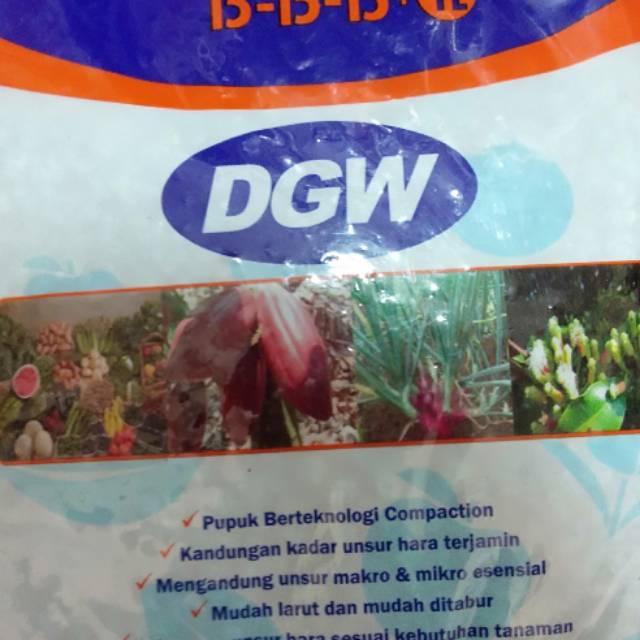 15-15-15+
DGW
✓ Pupuk Berteknologi Compaction
✓ Kandungan kadar unsur hara terjamin
✓ Mengandung unsur makro & mikro esensial
✓ Mudah larut dan mudah ditabur
unsur hara sesuai kebutuhan tanaman